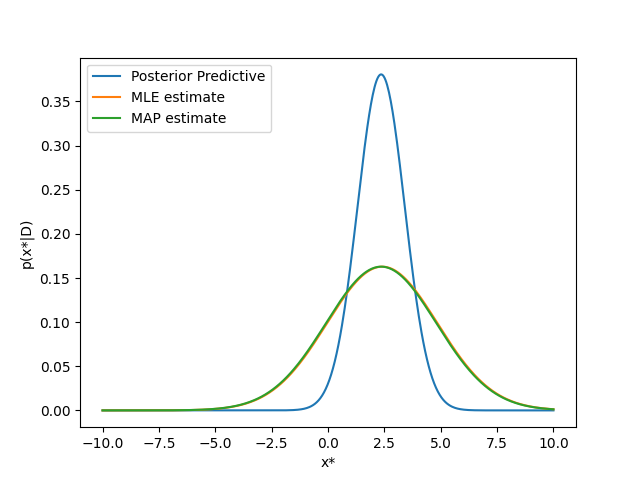 Posterior Predictive
MLE estimate
MAP estimate
0.35
0.30
0.25
0.20
0.15
0.10
0.05
0.00
p(x*|D)
−10.0 −7.5 −5.0 −2.5 0.0 2.5 5.0 7.5 10.0
x*